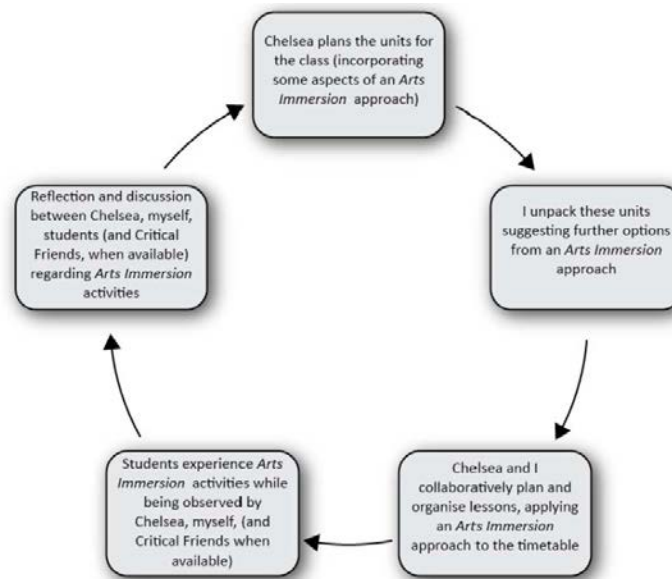 Chelsea plans the units for
the class (incorporating
some aspects of an Arts
Immersion approach)
I unpack these units
suggesting further options
from an Arts Immersion
approach
Chelsea and I
collaboratively plan and
organise lessons, applying
an Arts Immersion
approach to the timetable
Students experience Arts
Immersion activities while
being observed by
Chelsea, myself, (and
Critical Friends when
available)
Reflection and discussion
between Chelsea, myself,
students (and Critical
Friends, when available)
regarding Arts Immersion
activities